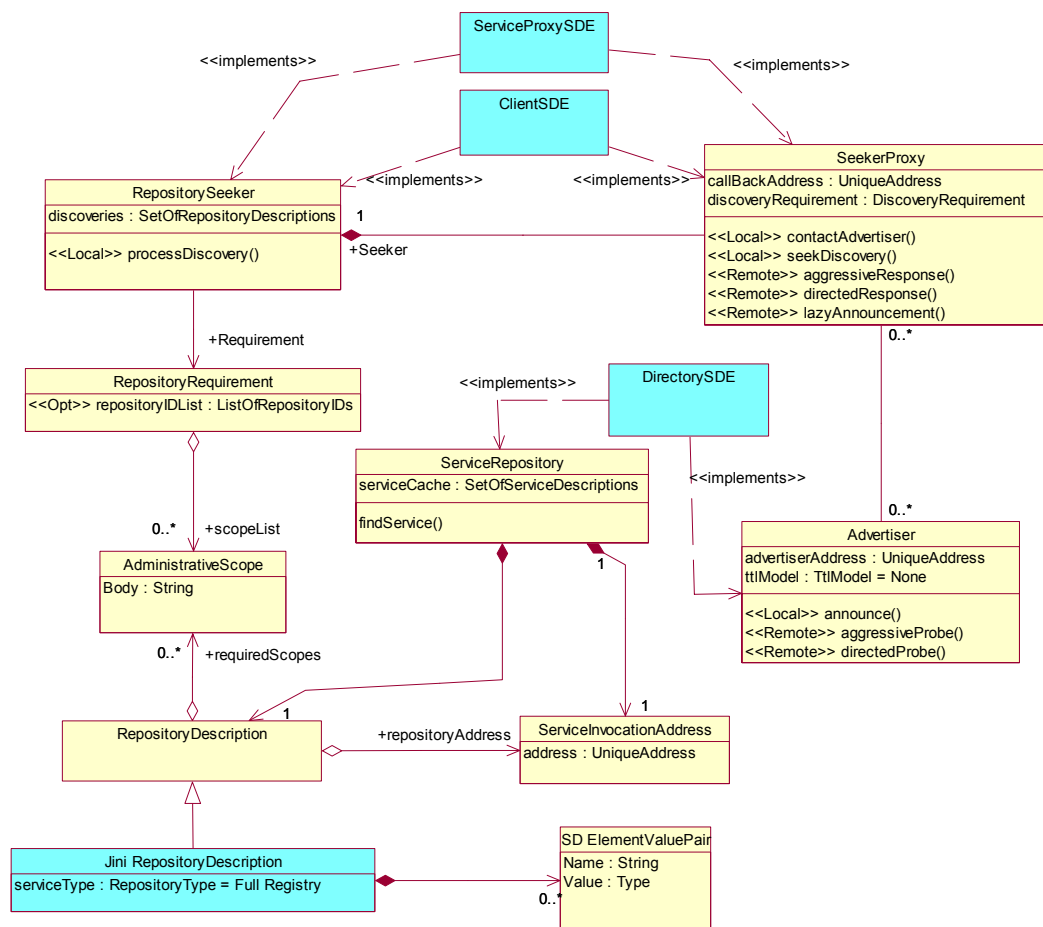 ServiceProxySDE
<<implements>>
<<implements>>
ClientSDE
<<implements>>
<<implements>>
RepositorySeeker
discoveries : SetOfRepositoryDescriptions
<<Local>> processDiscovery()
1
+Seeker
SeekerProxy
callBackAddress : UniqueAddress
discoveryRequirement : DiscoveryRequirement
<<Local>> contactAdvertiser()
<<Local>> seekDiscovery()
<<Remote>> aggressiveResponse()
<<Remote>> directedResponse()
<<Remote>> lazyAnnouncement()
0..*
+Requirement
RepositoryRequirement
<<Opt>> repositoryIDList : ListOfRepositoryIDs
<<implements>>
DirectorySDE
ServiceRepository
serviceCache : SetOfServiceDescriptions
findService()
<<implements>>
0..*
+scopeList
0..*
Advertiser
advertiserAddress : UniqueAddress
ttlModel : TtlModel = None
<<Local>> announce()
<<Remote>> aggressiveProbe()
<<Remote>> directedProbe()
1
AdministrativeScope
Body : String
0..*
+requiredScopes
1
1
RepositoryDescription
+repositoryAddress
ServiceInvocationAddress
address : UniqueAddress
Jini RepositoryDescription
serviceType : RepositoryType = Full Registry
0..*
SD ElementValuePair
Name : String
Value : Type